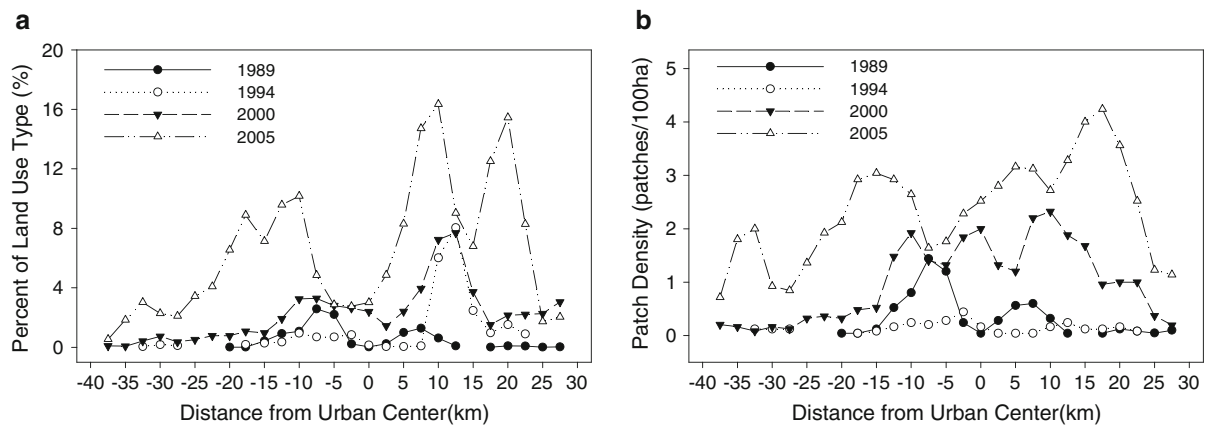 a
20
16
12
8
4
0
Percent of Land Use Type (%)
1989
1994
2000
2005
-40 -35 -30 -25 -20 -15 -10 -5 0 5 10 15 20 25 30
Distance from Urban Center(km)
b
5
4
3
2
1
0
Patch Density (patches/100ha)
1989
1994
2000
2005
-40 -35 -30 -25 -20 -15 -10 -5 0 5 10 15 20 25 30
Distance from Urban Center(km)